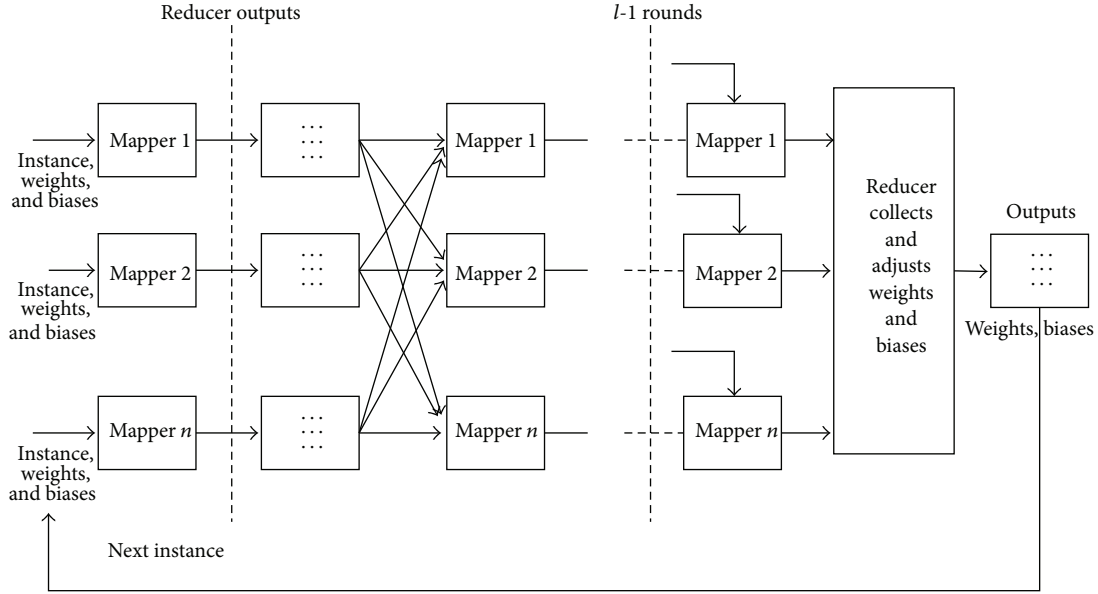 Reducer outputs
l-1 rounds
Mapper 1
...
...
...
Mapper 1
Mapper 1
Instance,
weights,
and biases
Mapper 2
...
...
...
Mapper 2
Mapper 2
Instance,
weights,
and biases
Mapper n
...
...
...
Mapper n
Mapper n
Instance,
weights,
and biases
Reducer
collects
and
adjusts
weights
and
biases
Outputs
...
...
...
Weights, biases
Next instance